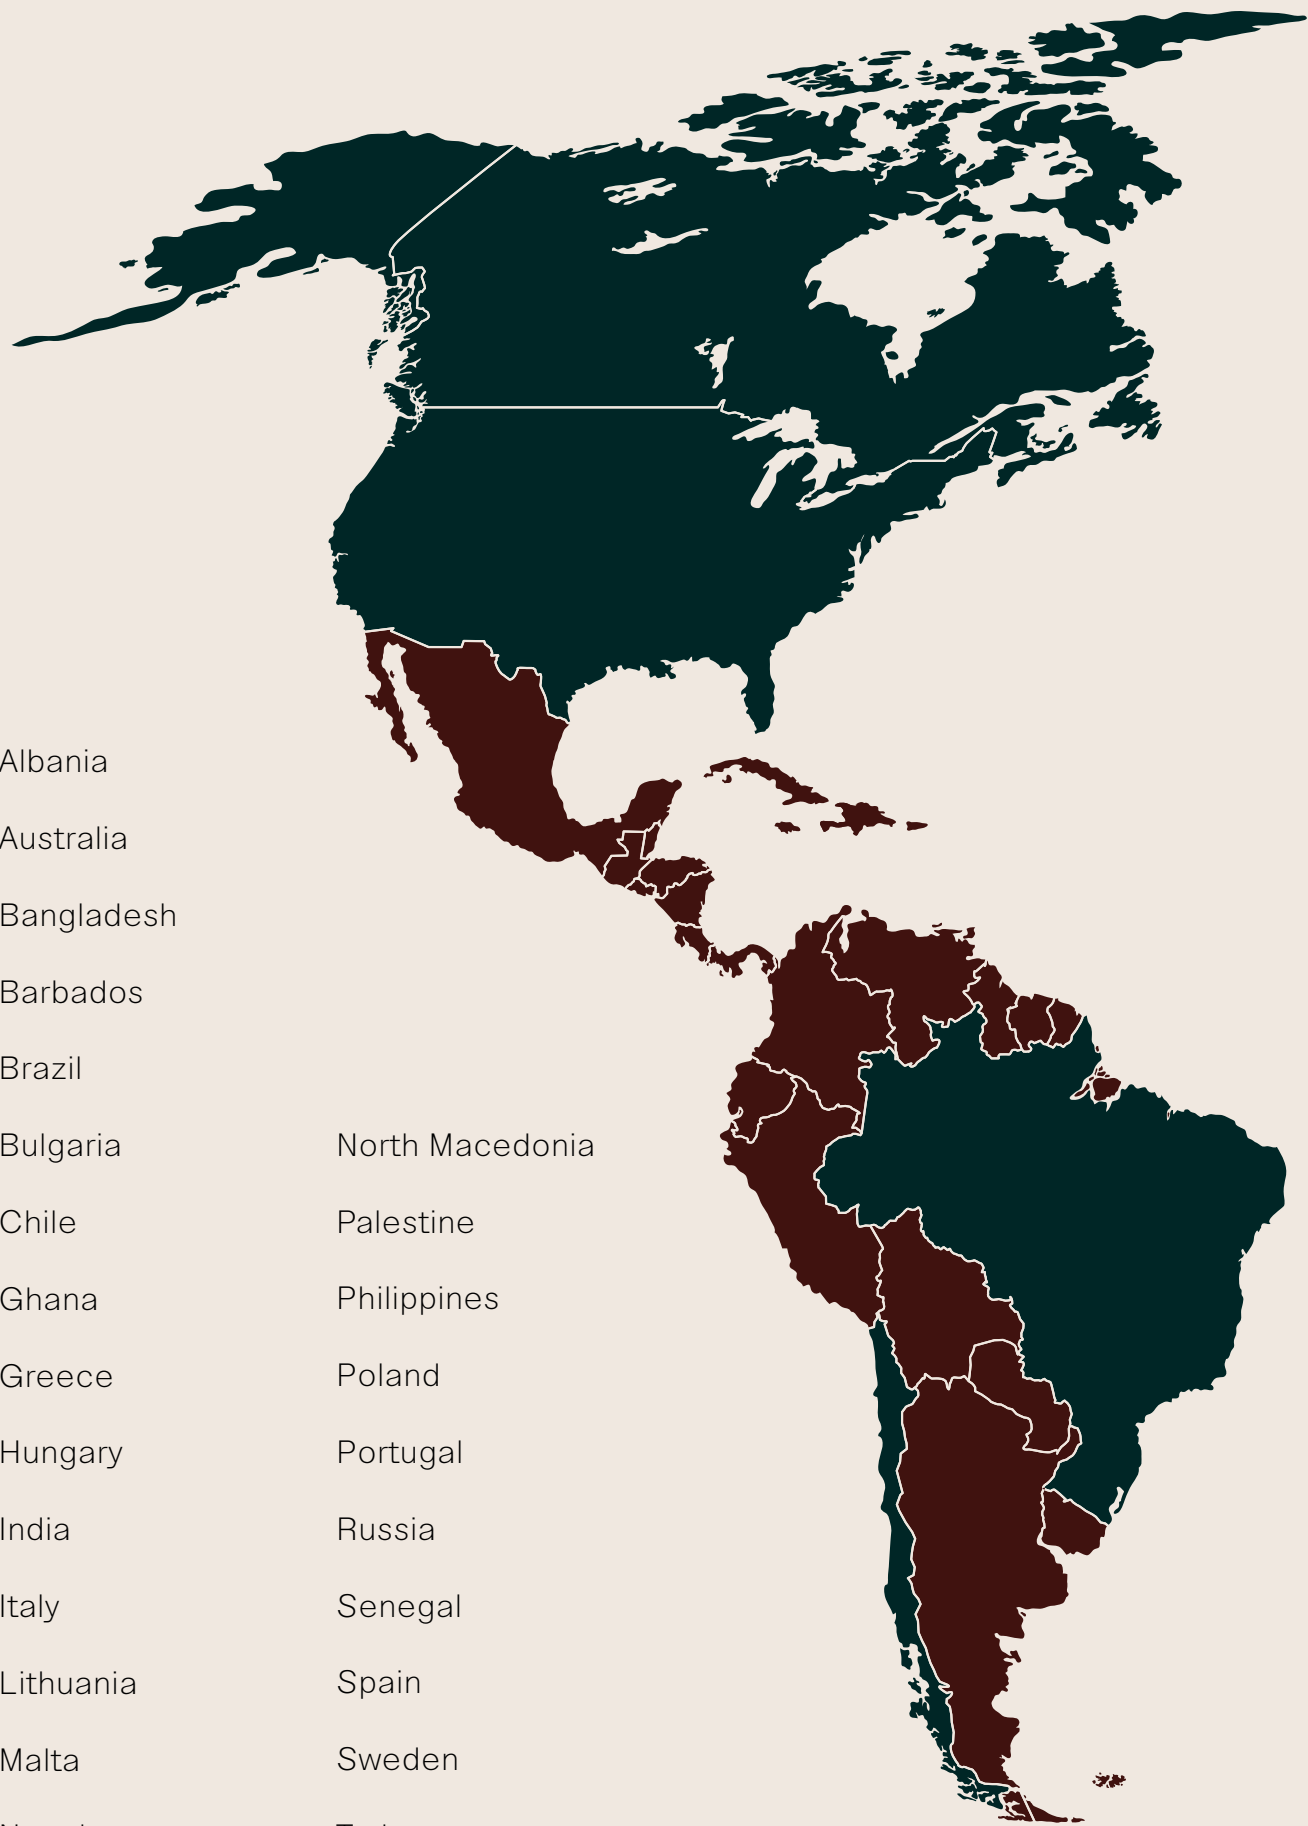 Albania
Australia
Bangladesh
Barbados
Brazil
Bulgaria
Chile
Ghana
Greece
Hungary
India
Italy
Lithuania
Malta
North Macedonia
Palestine
Philippines
Poland
Portugal
Russia
Senegal
Spain
Sweden